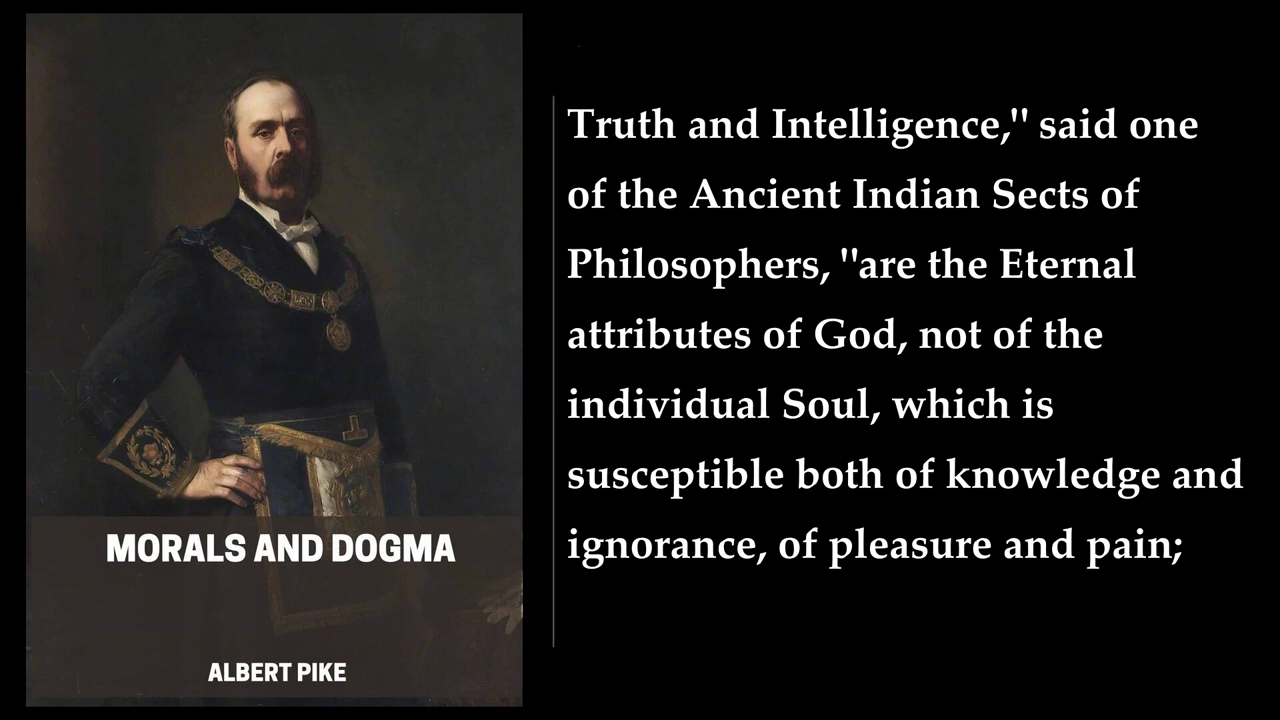 MORALS AND DOGMA
ALBERT PIKE
Truth and Intelligence," said one
of the Ancient Indian Sects of
Philosophers, "are the Eternal
attributes of God, not of the
individual Soul, which is
susceptible both of knowledge and
ignorance, of pleasure and pain;